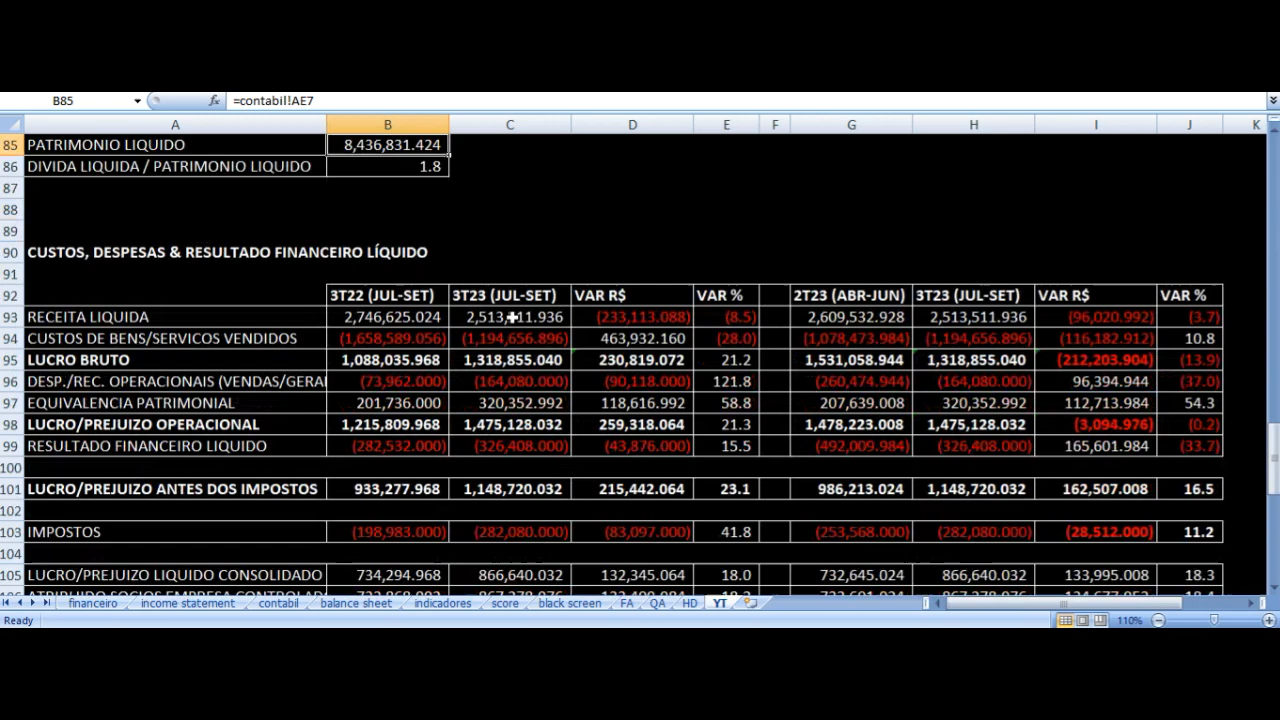 B85 fx =contabil!AE7
A B C D E F G H I J K
85 PATRIMONIO LIQUIDO 8,436,831.424
86 DIVIDA LIQUIDA / PATRIMONIO LIQUIDO 1.8
87
88
89
90 CUSTOS, DESPESAS & RESULTADO FINANCEIRO LÍQUIDO
91
92 3T22 (JUL-SET) 3T23 (JUL-SET) VAR R$ VAR % 2T23 (ABR-JUN) 3T23 (JUL-SET) VAR R$ VAR %
93 RECEITA LIQUIDA 2,746,625.024 2,513,511.936 (233,113.088) (8.5) 2,609,532.928 2,513,511.936 (96,020.992) (3.7)
94 CUSTOS DE BENS/SERVICOS VENDIDOS (1,658,589.056) (1,194,656.896) 463,932.160 (28.0) (1,078,473.984) (1,194,656.896) (116,182.912) 10.8
95 LUCRO BRUTO 1,088,035.968 1,318,855.040 230,819.072 21.2 1,531,058.944 1,318,855.040 (212,203.904) (13.9)
96 DESP./REC. OPERACIONAIS (VENDAS/GERAI (73,962.000) (164,080.000) (90,118.000) 121.8 (260,474.944) (164,080.000) 96,394.944 (37.0)
97 EQUIVALENCIA PATRIMONIAL 201,736.000 320,352.992 118,616.992 58.8 207,639.008 320,352.992 112,713.984 54.3
98 LUCRO/PREJUIZO OPERACIONAL 1,215,809.968 1,475,128.032 259,318.064 21.3 1,478,223.008 1,475,128.032 (3,094.976) (0.2)
99 RESULTADO FINANCEIRO LIQUIDO (282,532.000) (326,408.000) (43,876.000) 15.5 (492,009.984) (326,408.000) 165,601.984 (33.7)
100
101 LUCRO/PREJUIZO ANTES DOS IMPOSTOS 933,277.968 1,148,720.032 215,442.064 23.1 986,213.024 1,148,720.032 162,507.008 16.5
102
103 IMPOSTOS (198,983.000) (282,080.000) (83,097.000) 41.8 (253,568.000) (282,080.000) (28,512.000) 11.2
104
105 LUCRO/PREJUIZO LIQUIDO CONSOLIDADO 734,294.968 866,640.032 132,345.064 18.0 732,645.024 866,640.032 133,995.008 18.3
financeiro income statement contabil balance sheet indicadores score black screen FA QA HD YT
Ready 110%